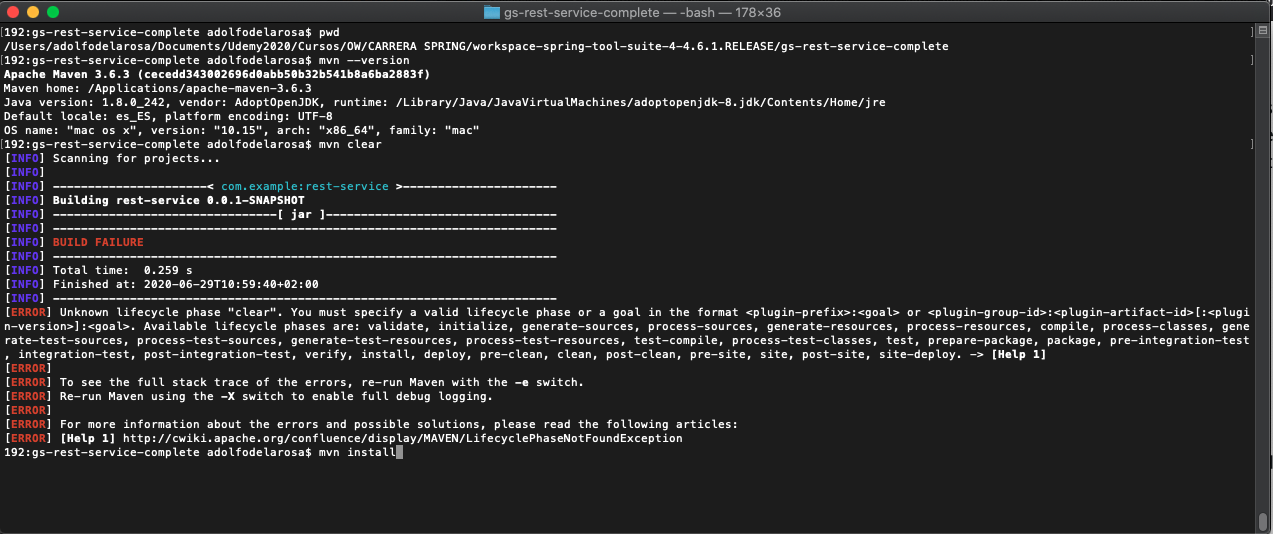 gs-rest-service-complete — -bash — 178×36
[192:gs-rest-service-complete adolfodelarosa$ pwd ]
/Users/adolfodelarosa/Documents/Udemy2020/Cursos/OW/CARRERA SPRING/workspace-spring-tool-suite-4-4.6.1.RELEASE/gs-rest-service-complete
[192:gs-rest-service-complete adolfodelarosa$ mvn --version ]
Apache Maven 3.6.3 (cecedd343002696d0abb50b32b541b8a6ba2883f)
Maven home: /Applications/apache-maven-3.6.3
Java version: 1.8.0_242, vendor: AdoptOpenJDK, runtime: /Library/Java/JavaVirtualMachines/adoptopenjdk-8.jdk/Contents/Home/jre
Default locale: es_ES, platform encoding: UTF-8
OS name: "mac os x", version: "10.15", arch: "x86_64", family: "mac"
[192:gs-rest-service-complete adolfodelarosa$ mvn clear ]
[INFO] Scanning for projects...
[INFO]
[INFO] ----------------------< com.example:rest-service >----------------------
[INFO] Building rest-service 0.0.1-SNAPSHOT
[INFO] --------------------------------[ jar ]---------------------------------
[INFO] ------------------------------------------------------------------------
[INFO] BUILD FAILURE
[INFO] ------------------------------------------------------------------------
[INFO] Total time:  0.259 s
[INFO] Finished at: 2020-06-29T10:59:40+02:00
[INFO] ------------------------------------------------------------------------
[ERROR] Unknown lifecycle phase "clear". You must specify a valid lifecycle phase or a goal in the format <plugin-prefix>:<goal> or <plugin-group-id>:<plugin-artifact-id>[:<plugi
n-version>]:<goal>. Available lifecycle phases are: validate, initialize, generate-sources, process-sources, generate-resources, process-resources, compile, process-classes, gene
rate-test-sources, process-test-sources, generate-test-resources, process-test-resources, test-compile, process-test-classes, test, prepare-package, package, pre-integration-test
, integration-test, post-integration-test, verify, install, deploy, pre-clean, clean, post-clean, pre-site, site, post-site, site-deploy. -> [Help 1]
[ERROR]
[ERROR] To see the full stack trace of the errors, re-run Maven with the -e switch.
[ERROR] Re-run Maven using the -X switch to enable full debug logging.
[ERROR]
[ERROR] For more information about the errors and possible solutions, please read the following articles:
[ERROR] [Help 1] http://cwiki.apache.org/confluence/display/MAVEN/LifecyclePhaseNotFoundException
192:gs-rest-service-complete adolfodelarosa$ mvn install